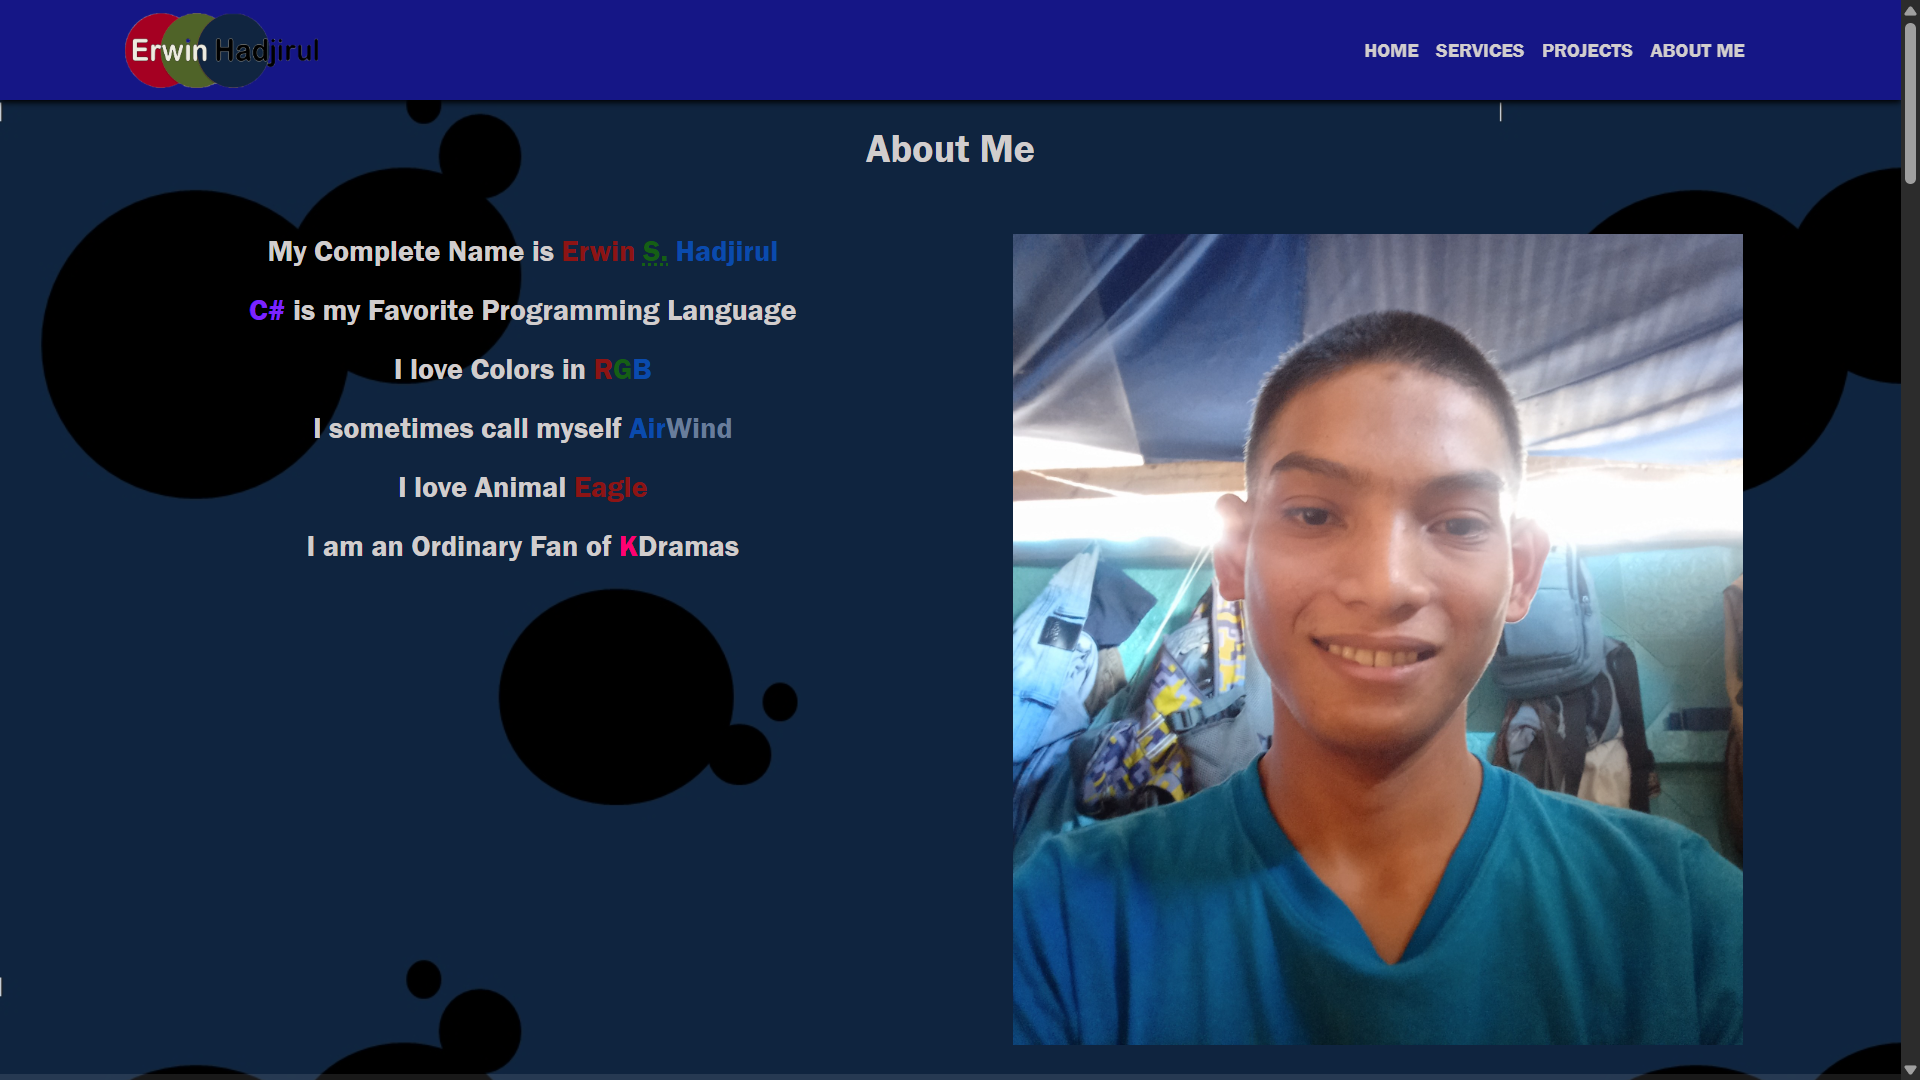 Erwin Hadjirul
HOME SERVICES PROJECTS ABOUT ME
About Me
My Complete Name is Erwin S. Hadjirul
C# is my Favorite Programming Language
I love Colors in RGB
I sometimes call myself AirWind
I love Animal Eagle
I am an Ordinary Fan of KDramas